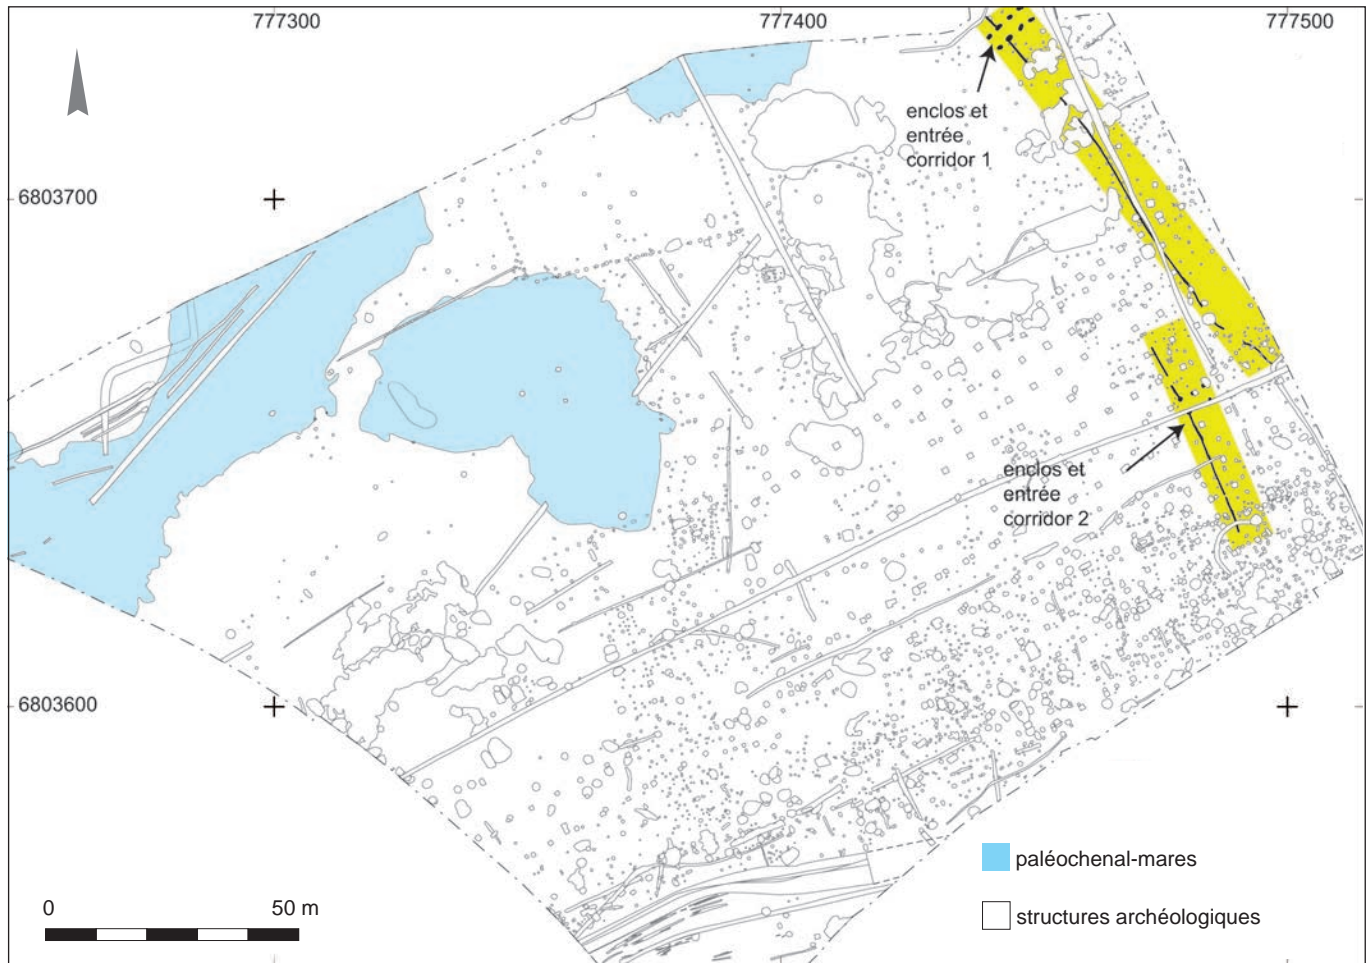 777300
777400
777500
enclos et
entrée
corridor 1
6803700
enclos et
entrée
corridor 2
6803600
paléochenal-mares
structures archéologiques
0 50 m